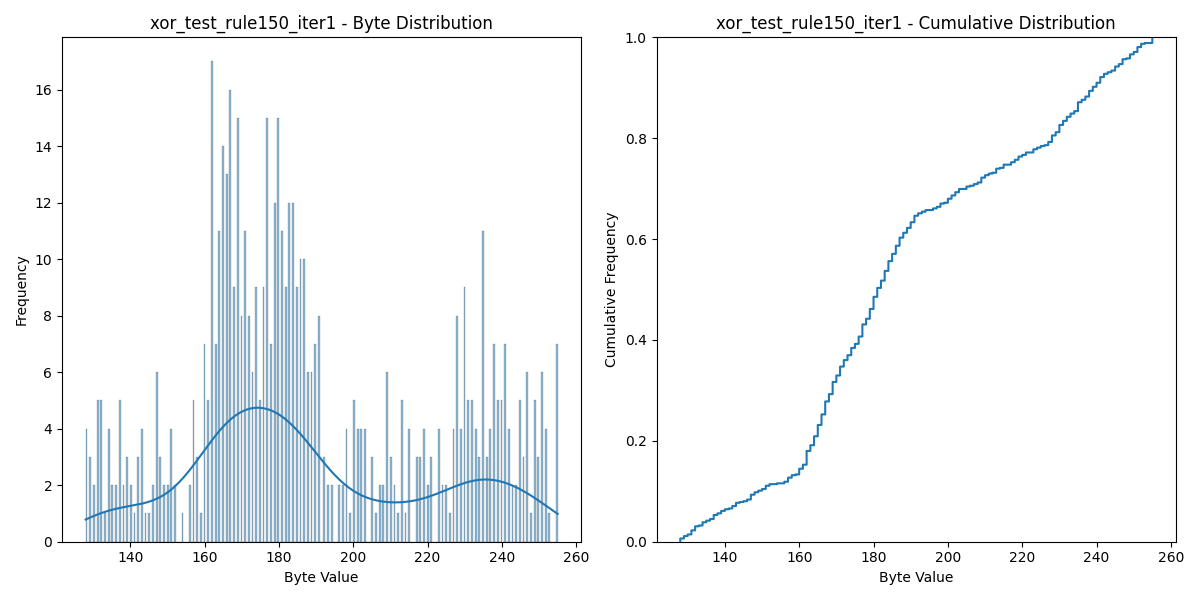 xor_test_rule150_iter1 - Byte Distribution
16
14
12
10
8
6
4
2
0
Frequency
140 160 180 200 220 240 260
Byte Value
xor_test_rule150_iter1 - Cumulative Distribution
1.0
0.8
0.6
0.4
0.2
0.0
Cumulative Frequency
140 160 180 200 220 240 260
Byte Value